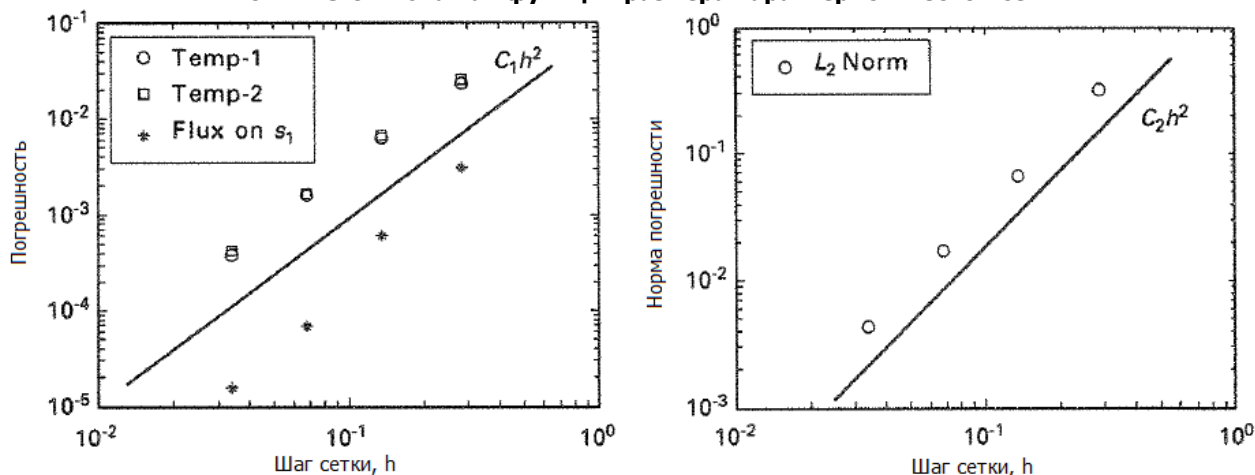 10⁻¹
10⁻²
10⁻³
10⁻⁴
10⁻⁵
Погрешность
Temp-1
Temp-2
Flux on s₁
C₁h²
10⁻² 10⁻¹ 10⁰
Шаг сетки, h
10⁰
10⁻¹
10⁻²
10⁻³
Норма погрешности
L₂ Norm
C₂h²
10⁻² 10⁻¹ 10⁰
Шаг сетки, h